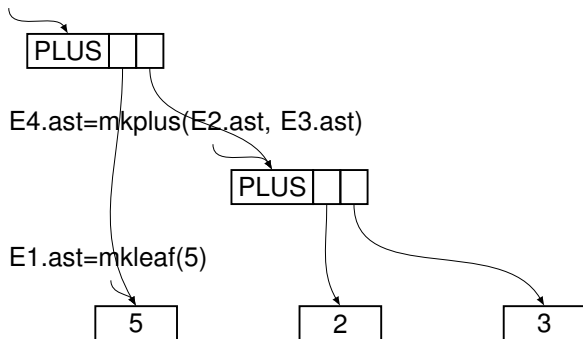 PLUS
E4.ast=mkplus(E2.ast, E3.ast)
PLUS
E1.ast=mkleaf(5)
5 2 3